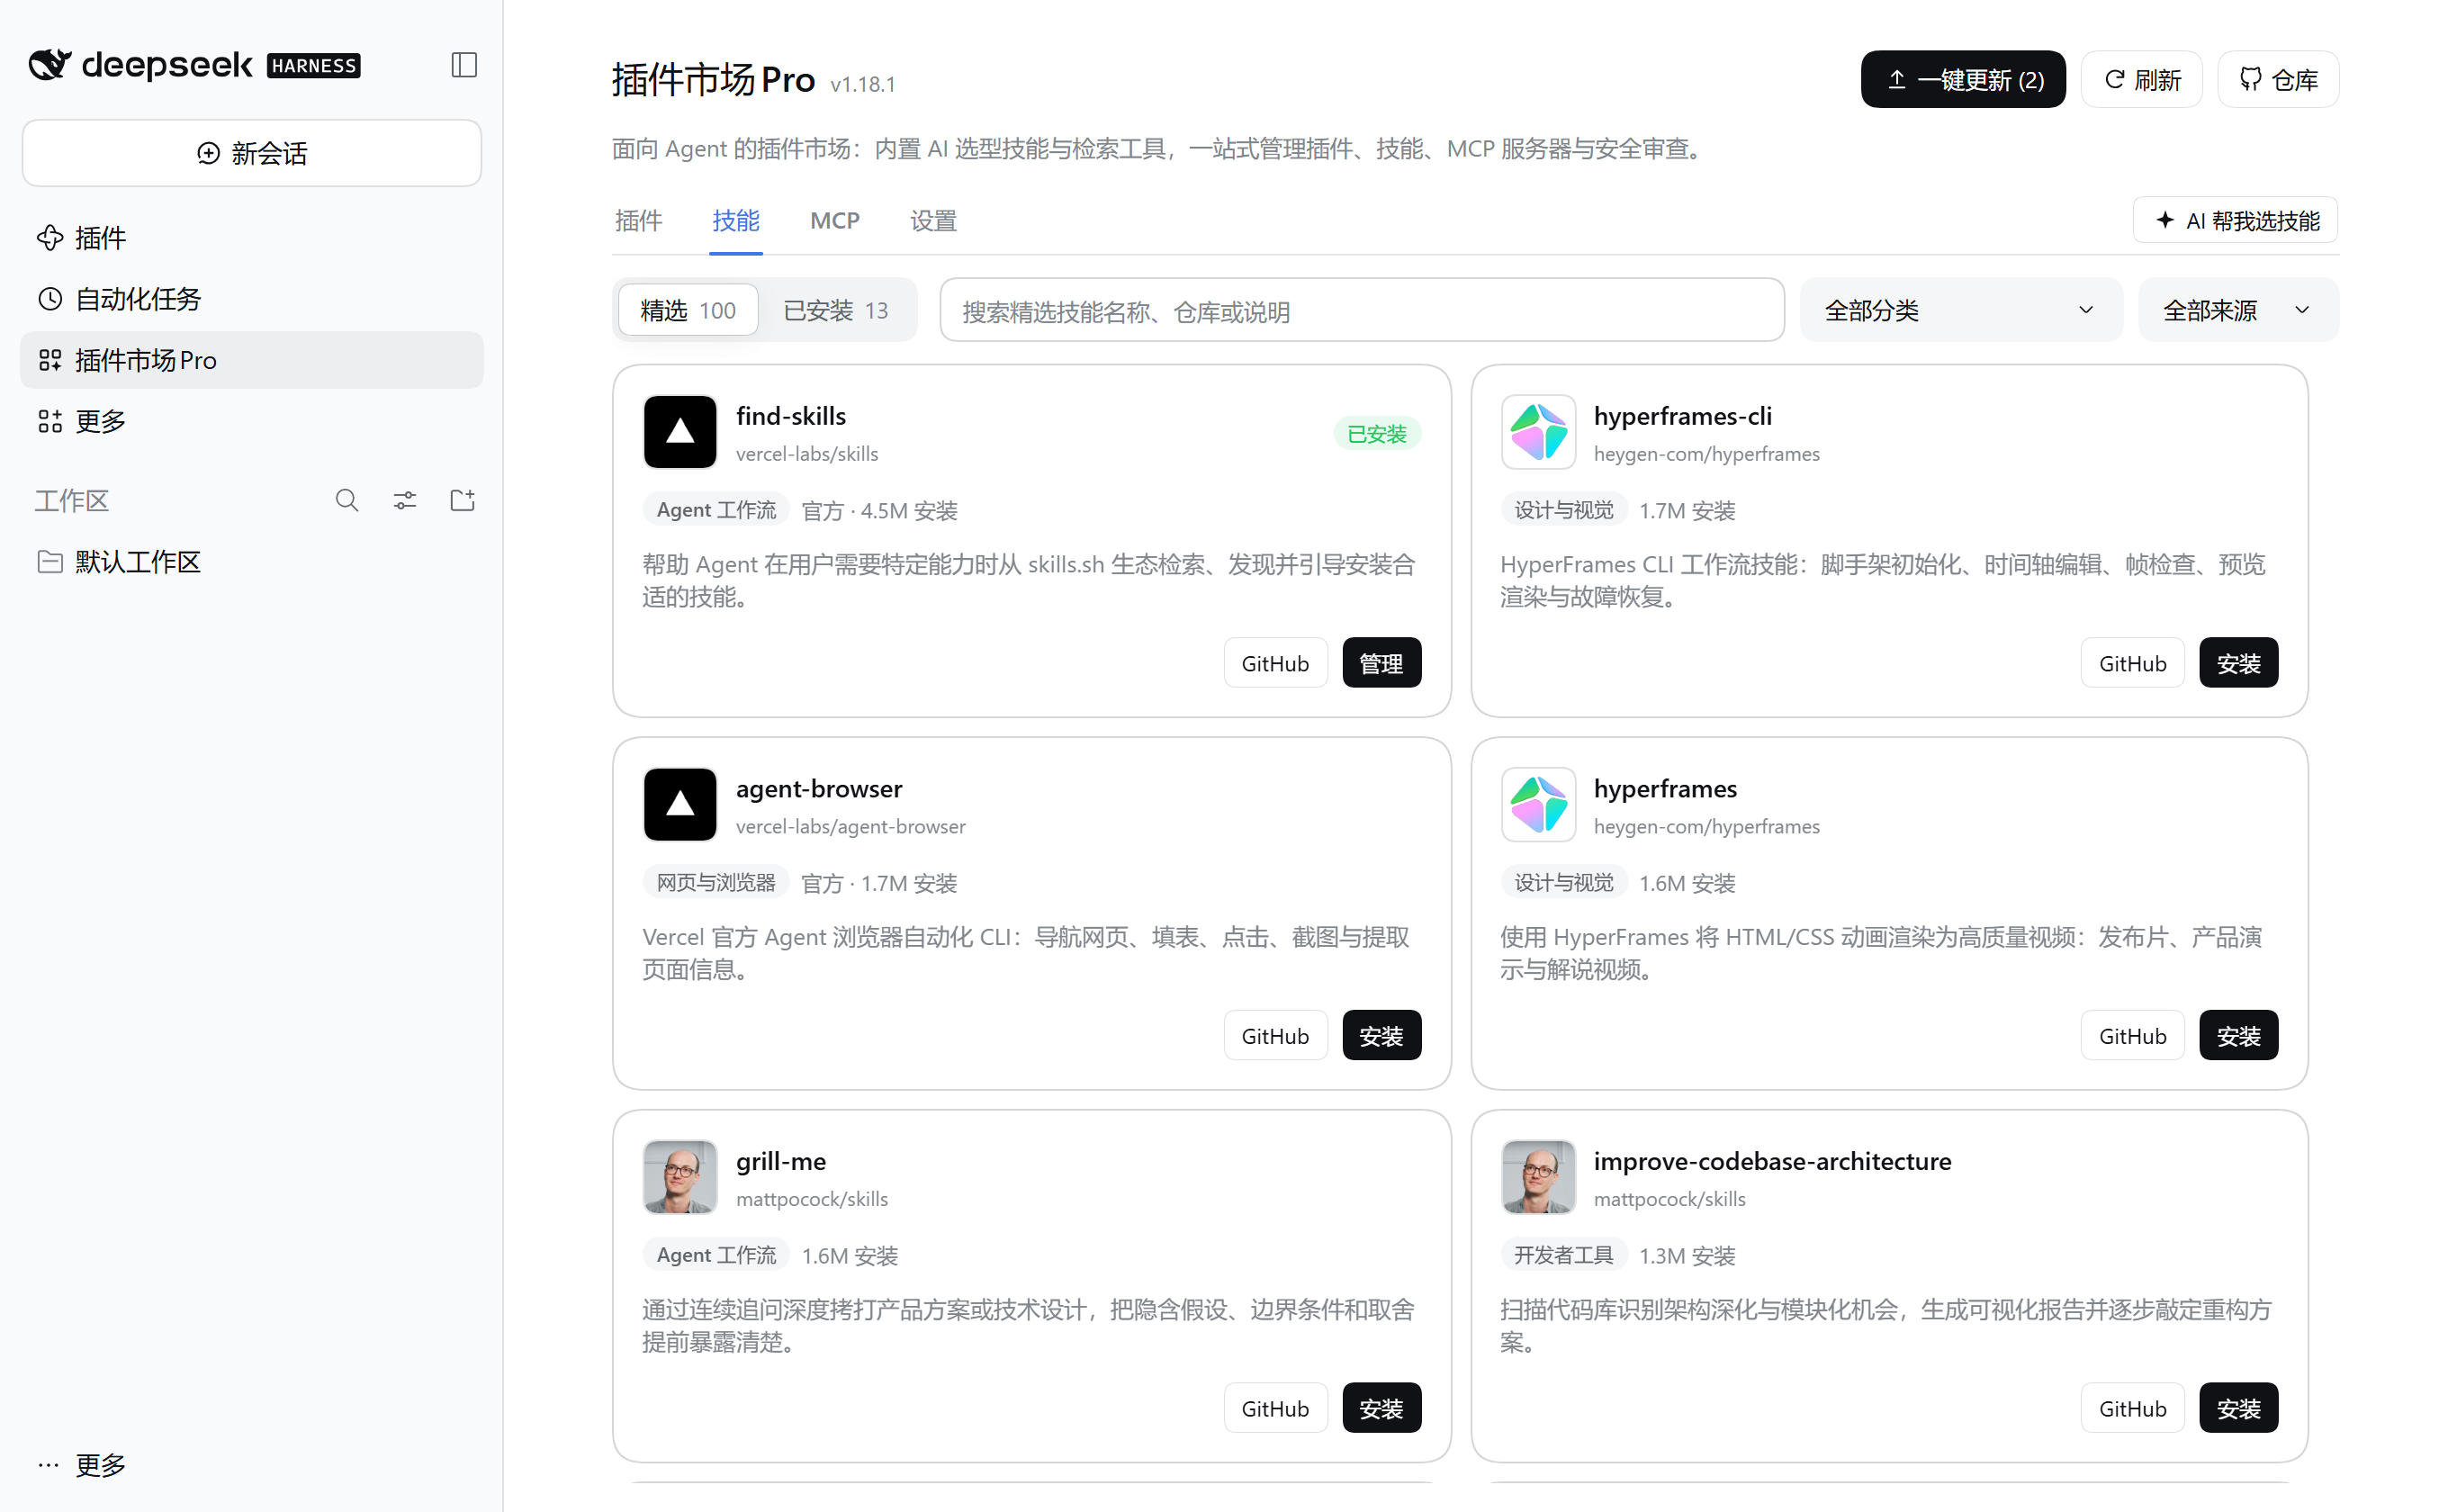 deepseek HARNESS
新会话
插件
自动化任务
插件市场Pro
更多
工作区
默认工作区
更多
插件市场Pro v1.18.1
一键更新 (2)
刷新
仓库
面向 Agent 的插件市场：内置 AI 选型技能与检索工具，一站式管理插件、技能、MCP 服务器与安全审查。
插件 技能 MCP 设置
AI 帮我选技能
精选 100 已安装 13
搜索精选技能名称、仓库或说明
全部分类
全部来源
find-skills
vercel-labs/skills
已安装
Agent 工作流 官方 · 4.5M 安装
帮助 Agent 在用户需要特定能力时从 skills.sh 生态检索、发现并引导安装合
适的技能。
GitHub 管理
hyperframes-cli
heygen-com/hyperframes
设计与视觉 1.7M 安装
HyperFrames CLI 工作流技能：脚手架初始化、时间轴编辑、帧检查、预览
渲染与故障恢复。
GitHub 安装
agent-browser
vercel-labs/agent-browser
网页与浏览器 官方 · 1.7M 安装
Vercel 官方 Agent 浏览器自动化 CLI：导航网页、填表、点击、截图与提取
页面信息。
GitHub 安装
hyperframes
heygen-com/hyperframes
设计与视觉 1.6M 安装
使用 HyperFrames 将 HTML/CSS 动画渲染为高质量视频：发布片、产品演
示与解说视频。
GitHub 安装
grill-me
mattpocock/skills
Agent 工作流 1.6M 安装
通过连续追问深度拷打产品方案或技术设计，把隐含假设、边界条件和取舍
提前暴露清楚。
GitHub 安装
improve-codebase-architecture
mattpocock/skills
开发者工具 1.3M 安装
扫描代码库识别架构深化与模块化机会，生成可视化报告并逐步敲定重构方
案。
GitHub 安装